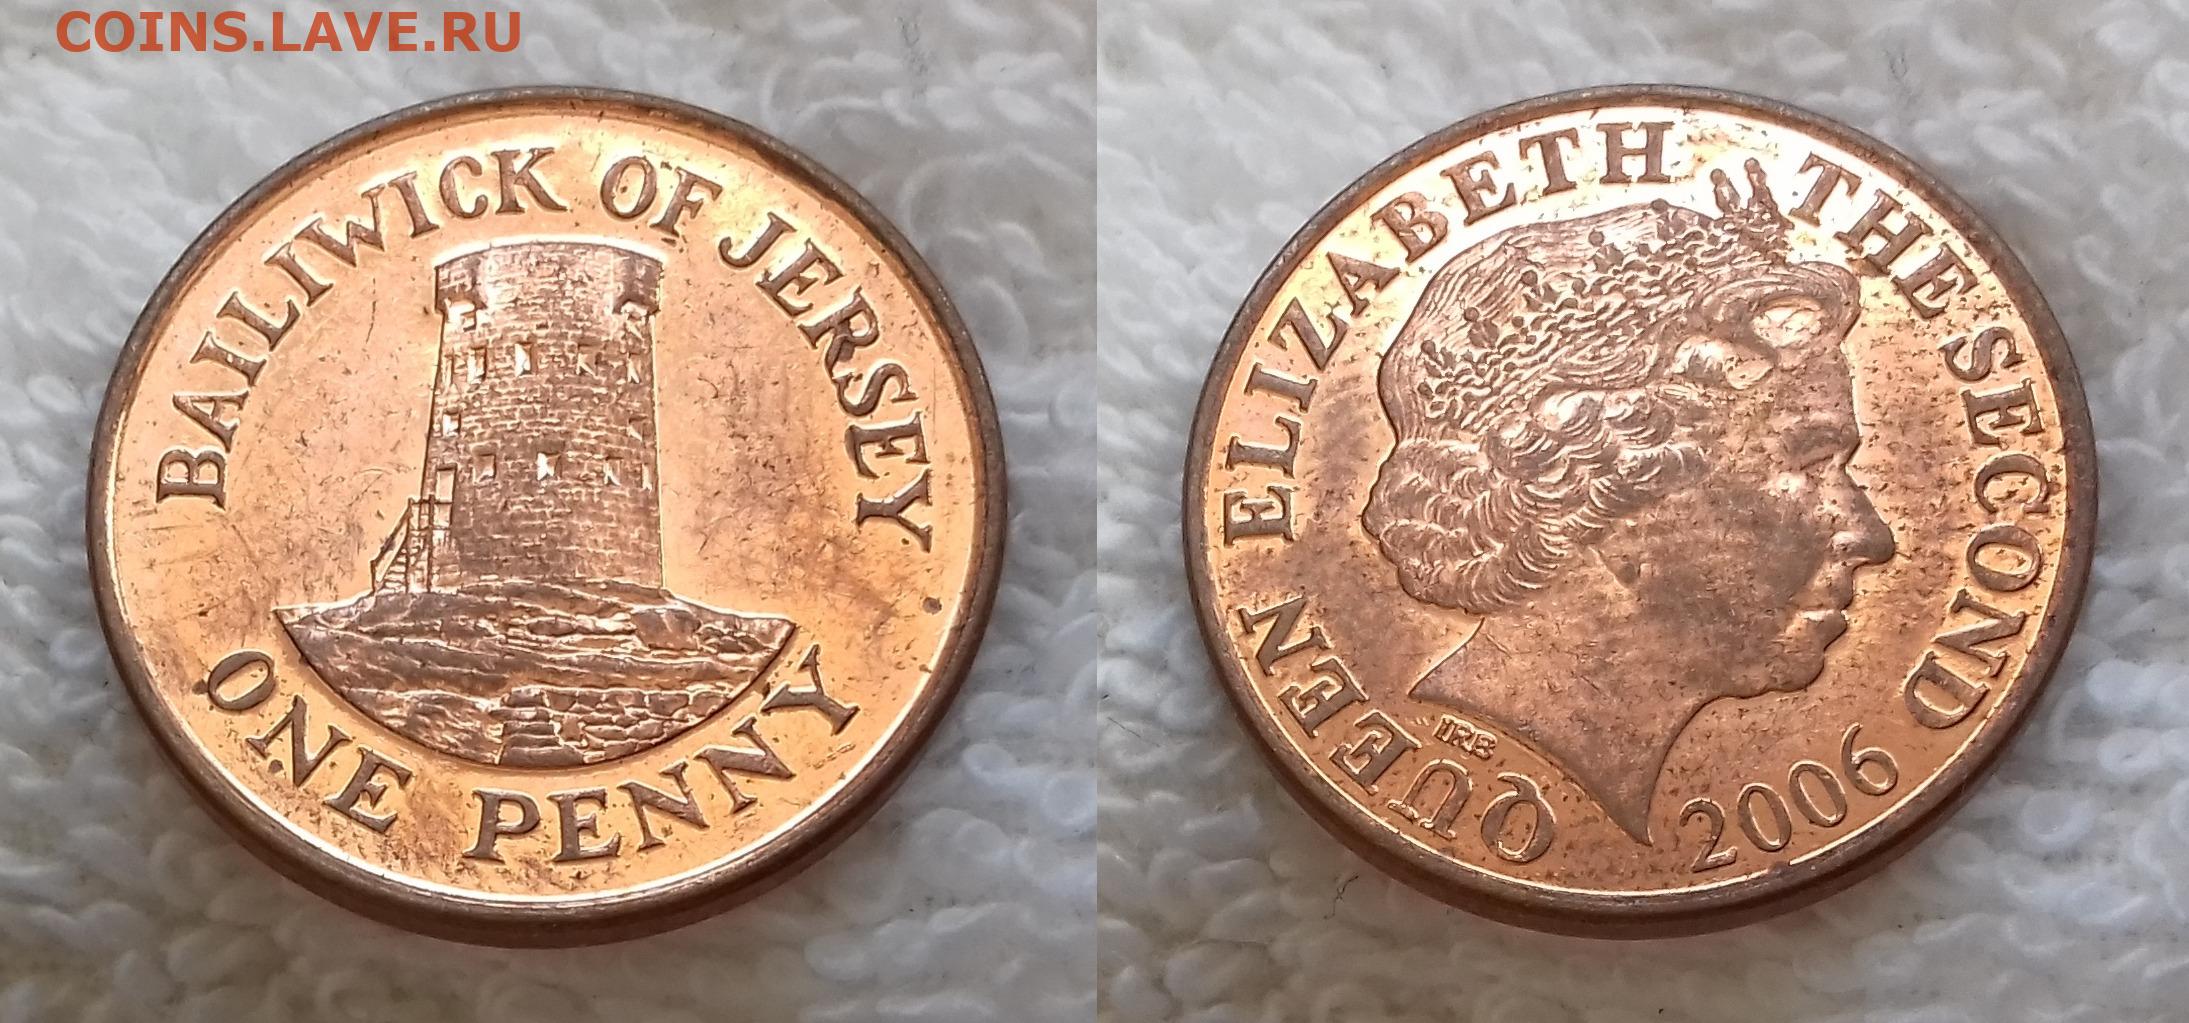 COINS.LAVE.RU
BAILIWICK OF JERSEY
ONE PENNY
QUEEN ELIZABETH THE SECOND
IRB
2006